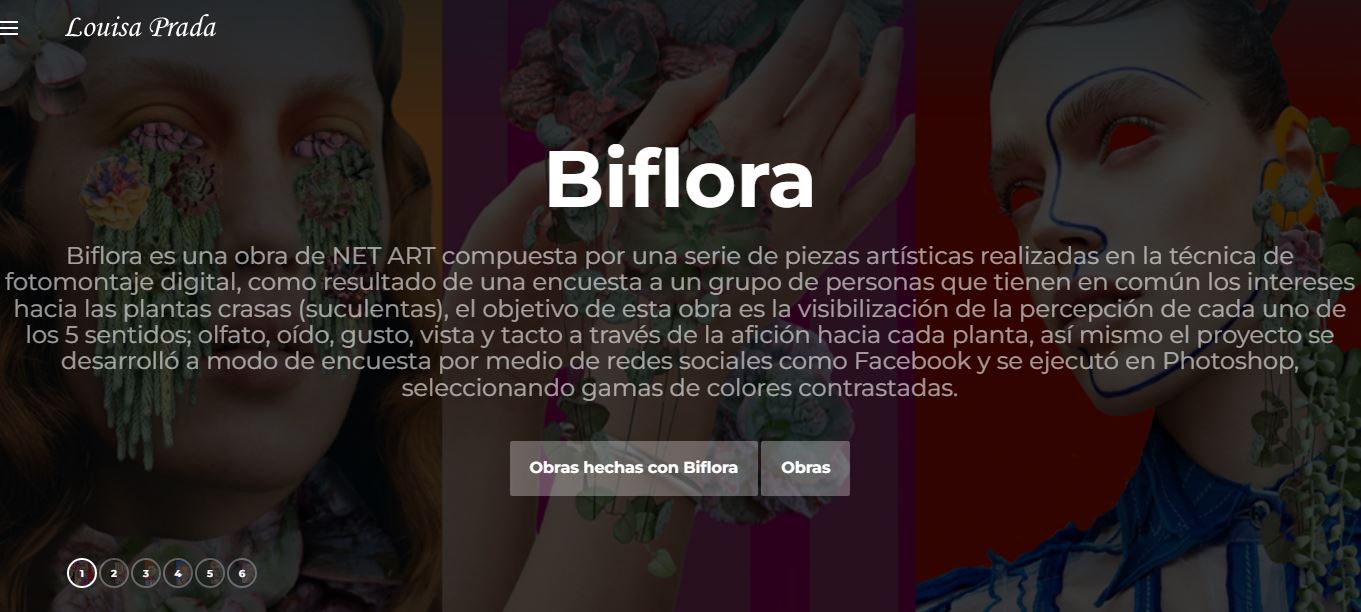 Louisa Prada
Biflora
Biflora es una obra de NET ART compuesta por una serie de piezas artísticas realizadas en la técnica de
fotomontaje digital, como resultado de una encuesta a un grupo de personas que tienen en común los intereses
hacia las plantas crasas (suculentas), el objetivo de esta obra es la visibilización de la percepción de cada uno de
los 5 sentidos; olfato, oído, gusto, vista y tacto a través de la afición hacia cada planta, así mismo el proyecto se
desarrolló a modo de encuesta por medio de redes sociales como Facebook y se ejecutó en Photoshop,
seleccionando gamas de colores contrastadas.
Obras hechas con Biflora Obras
1 2 3 4 5 6